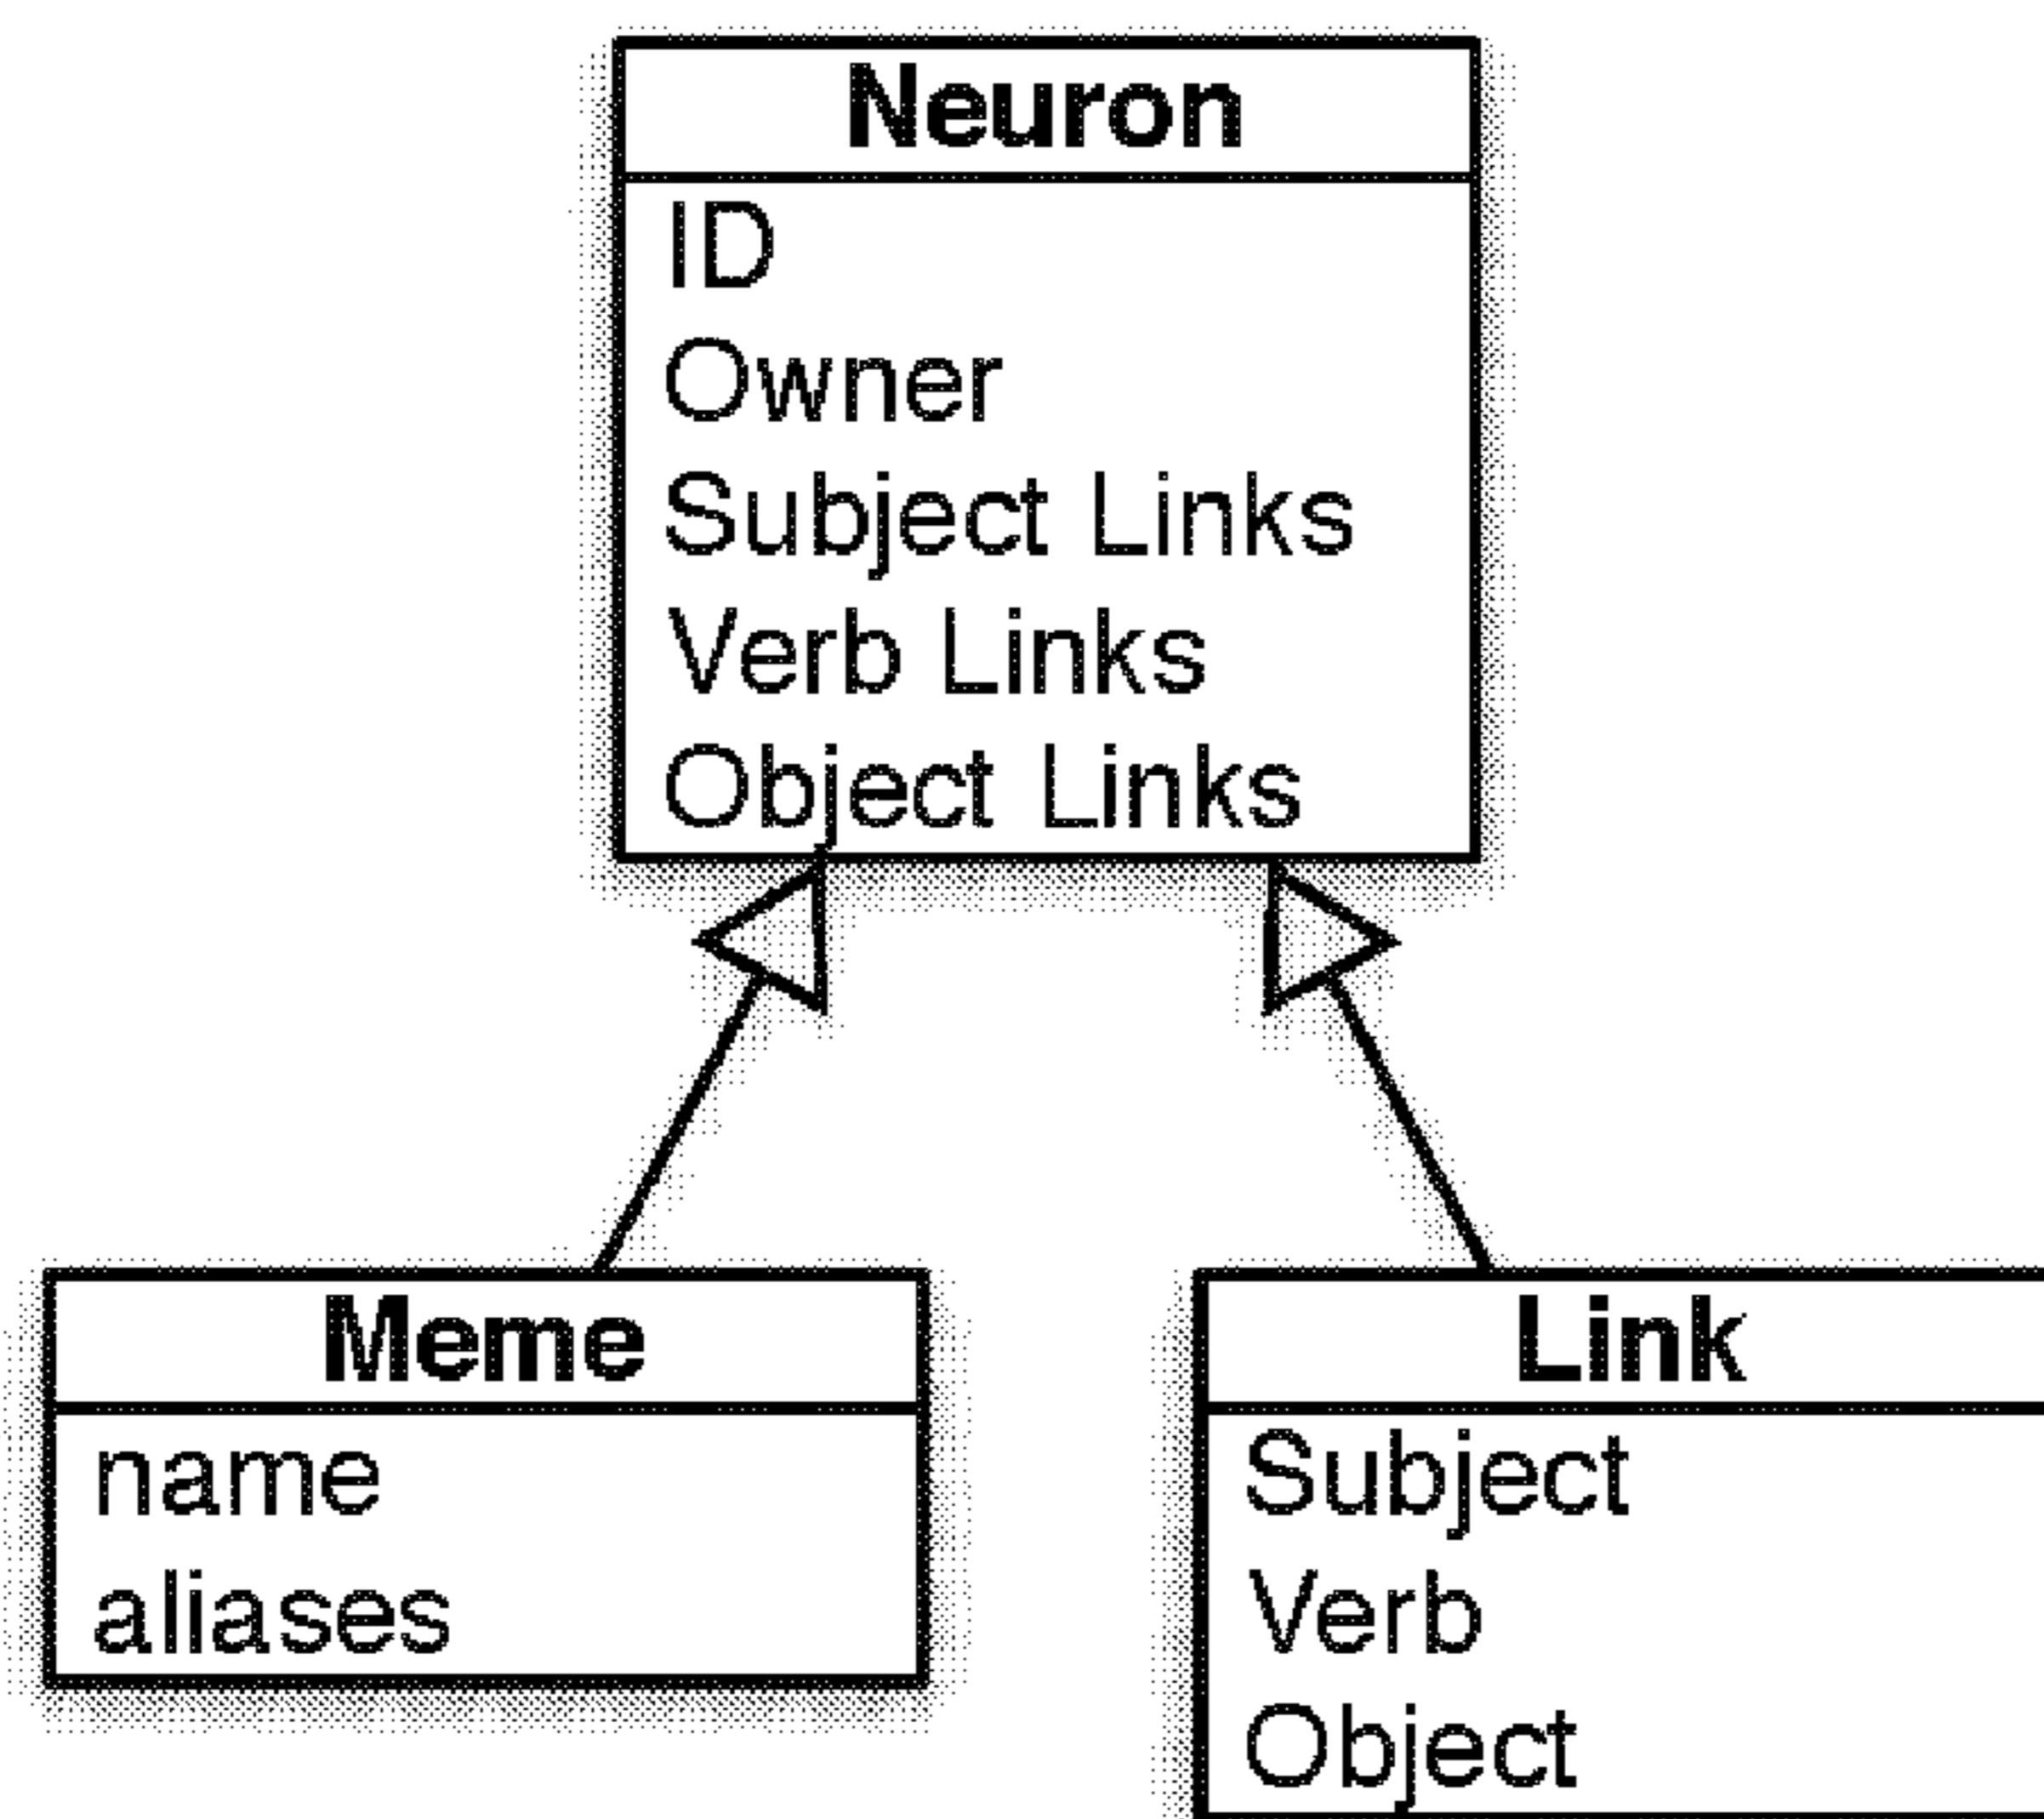 Neuron
ID
Owner
Subject Links
Verb Links
Object Links
Meme
name
aliases
Link
Subject
Verb
Object